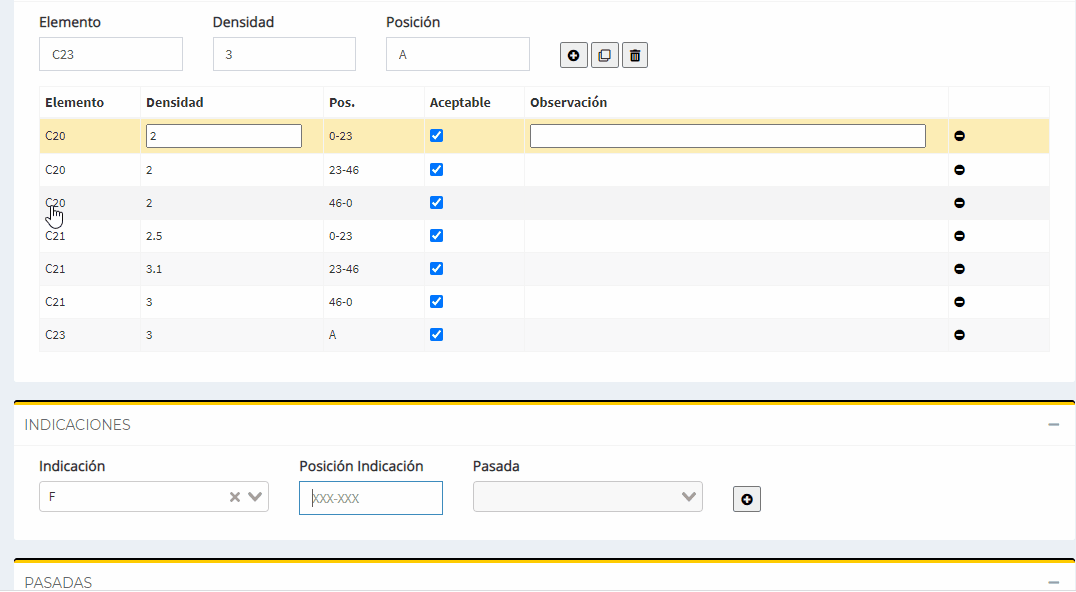 Elemento Densidad Posición
C23 3 A
Elemento Densidad Pos. Aceptable Observación
C20 2 0-23
C20 2 23-46
C20 2 46-0
C21 2.5 0-23
C21 3.1 23-46
C21 3 46-0
C23 3 A
INDICACIONES
Indicación Posición Indicación Pasada
F XXX-XXX
PASADAS